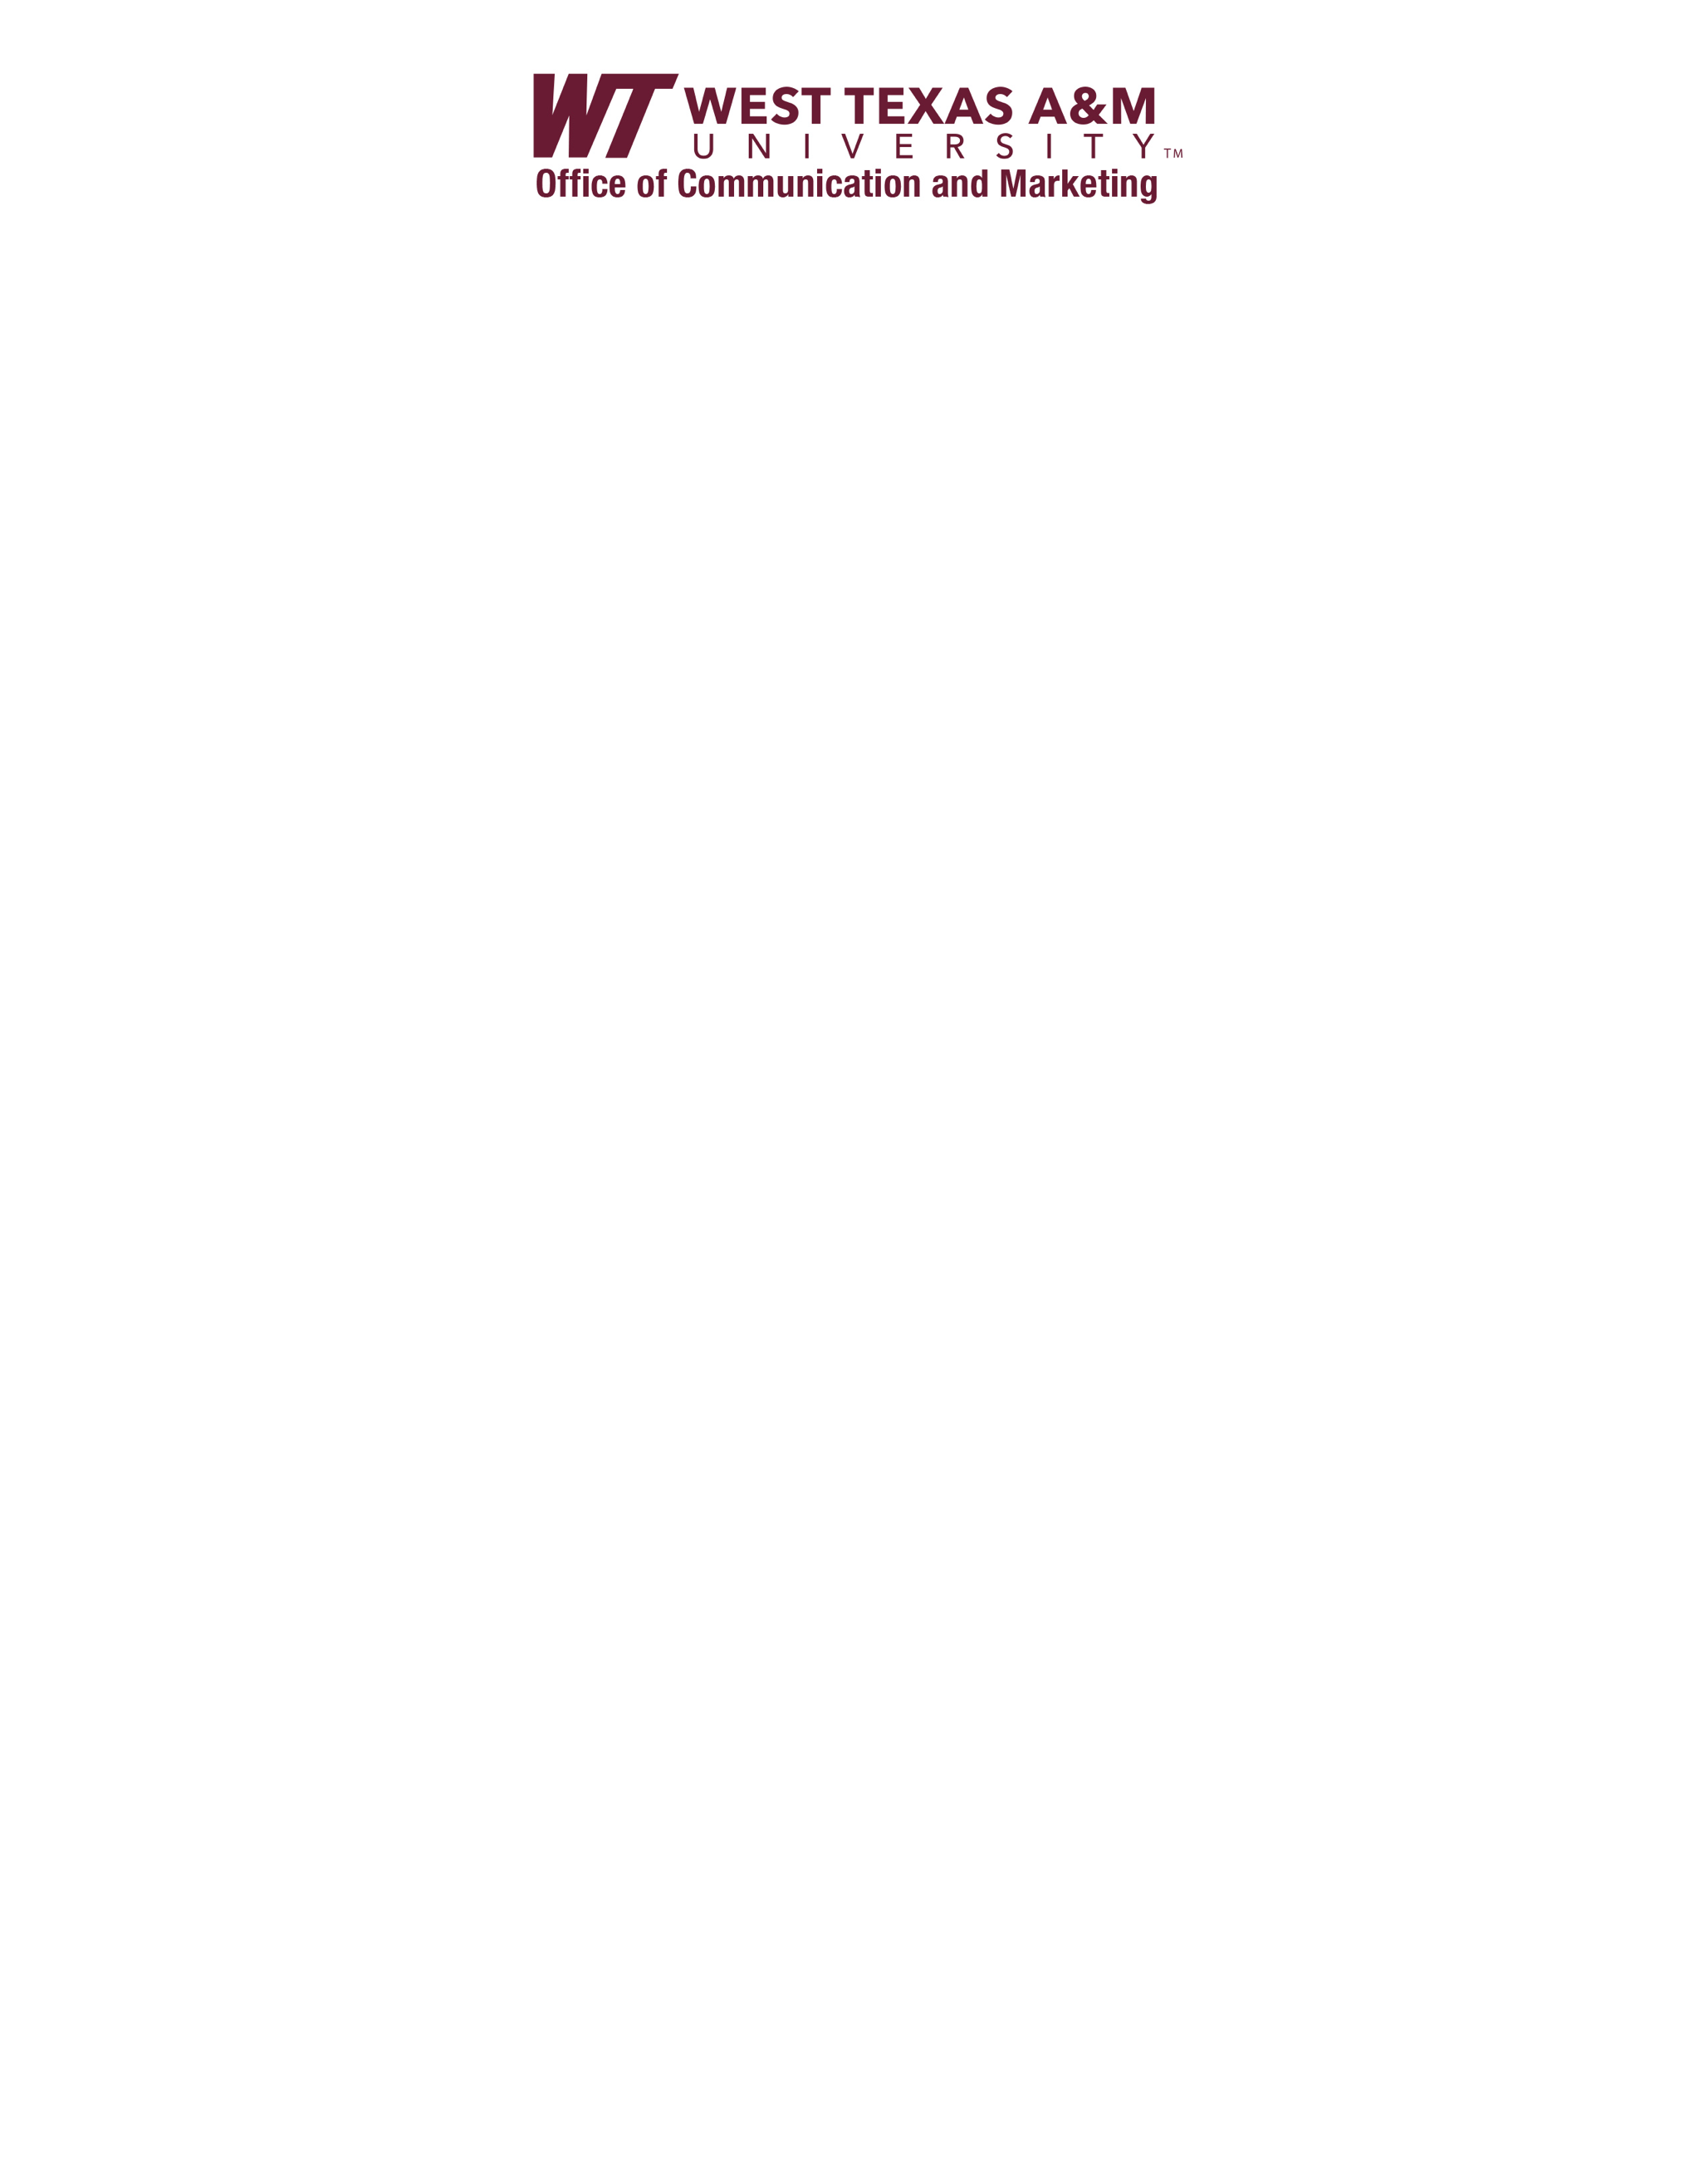 WT WEST TEXAS A&M
UNIVERSITY™
Office of Communication and Marketing